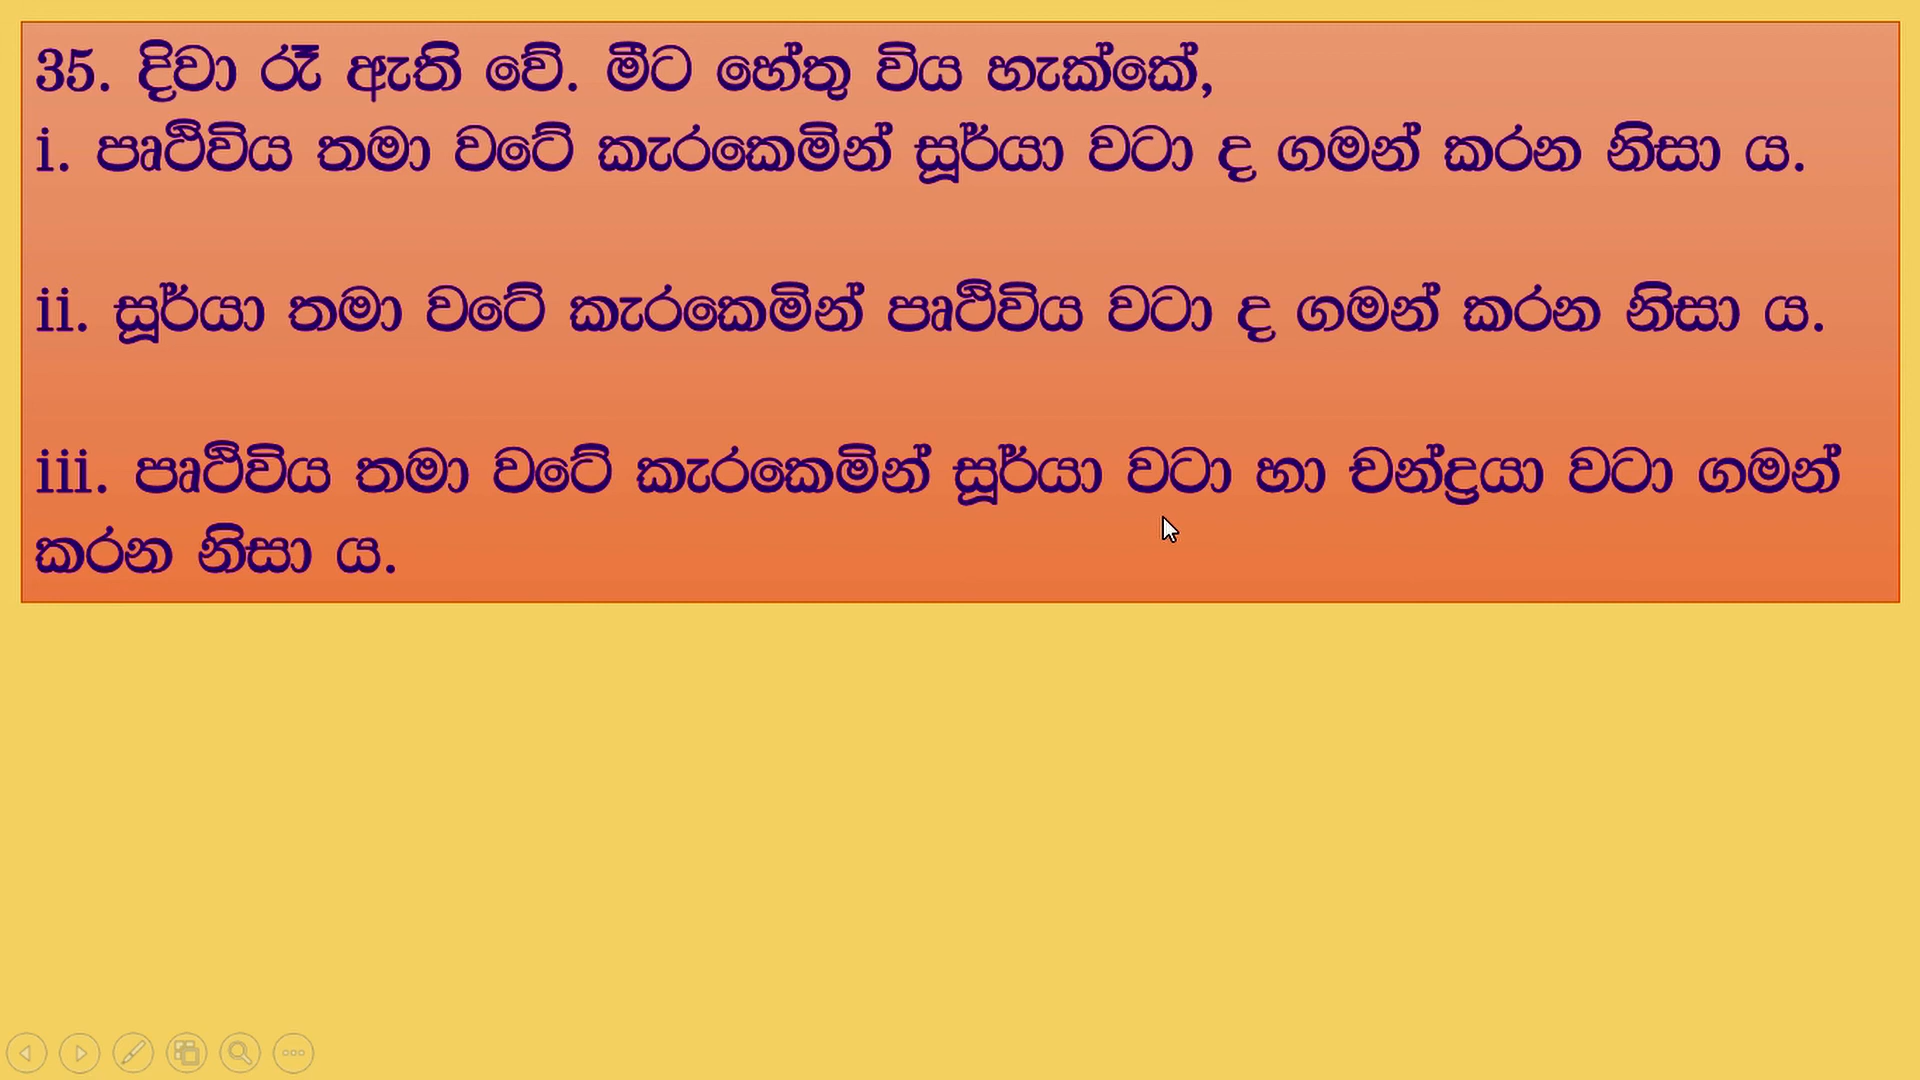 35. දිවා රෑ ඇති වේ. මීට හේතු විය හැක්කේ,
i. පෘථිවිය තමා වටේ කැරකෙමින් සූර්යා වටා ද ගමන් කරන නිසා ය.
ii. සූර්යා තමා වටේ කැරකෙමින් පෘථිවිය වටා ද ගමන් කරන නිසා ය.
iii. පෘථිවිය තමා වටේ කැරකෙමින් සූර්යා වටා හා චන්ද්‍රයා වටා ගමන්
කරන නිසා ය.